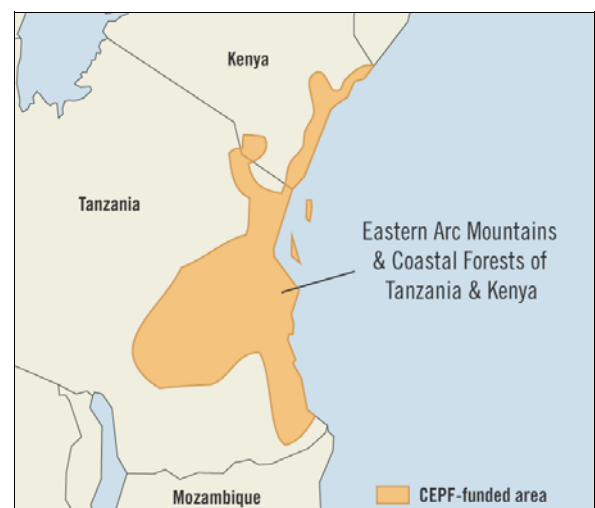 Kenya
Tanzania
Eastern Arc Mountains
& Coastal Forests of
Tanzania & Kenya
Mozambique
CEPF-funded area